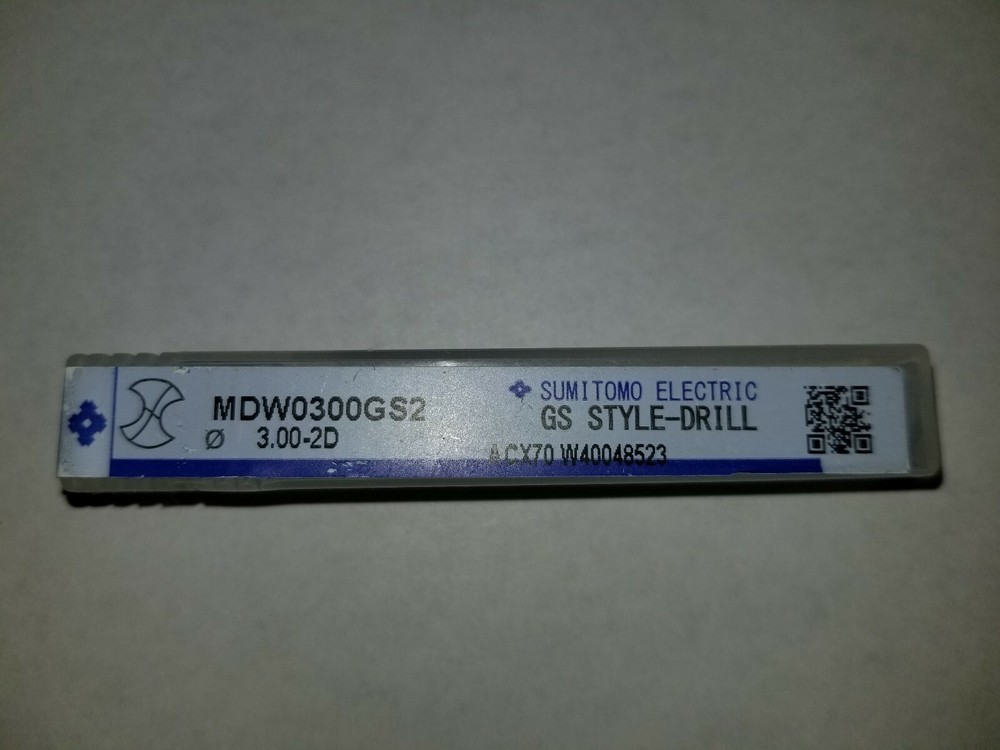 MDW0300GS2
Ø 3.00-2D
SUMITOMO ELECTRIC
GS STYLE-DRILL
ACX70 W40048523